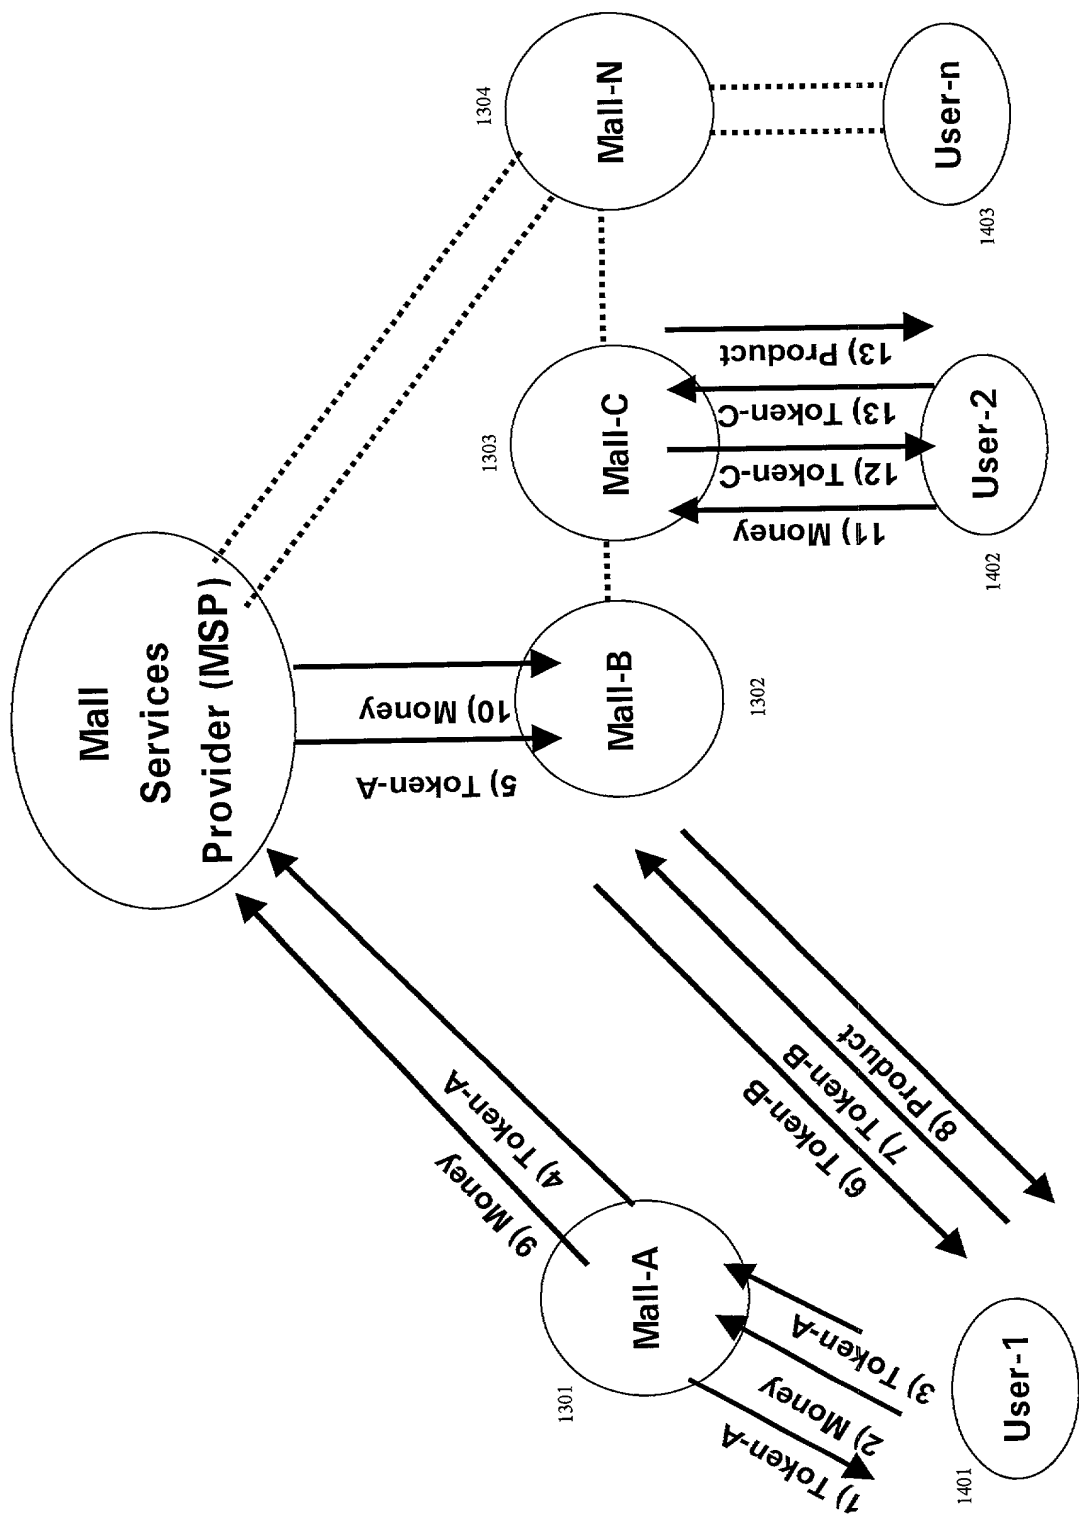 Mall
Services
Provider (MSP)
1304
Mall-N
User-n
1403
1303
Mall-C
13) Product
13) Token-C
12) Token-C
11) Money
User-2
1402
10) Money
5) Token-A
Mall-B
1302
9) Money
4) Token-A
6) Token-B
7) Token-B
8) Product
1301
Mall-A
1) Token-A
2) Money
3) Token-A
User-1
1401